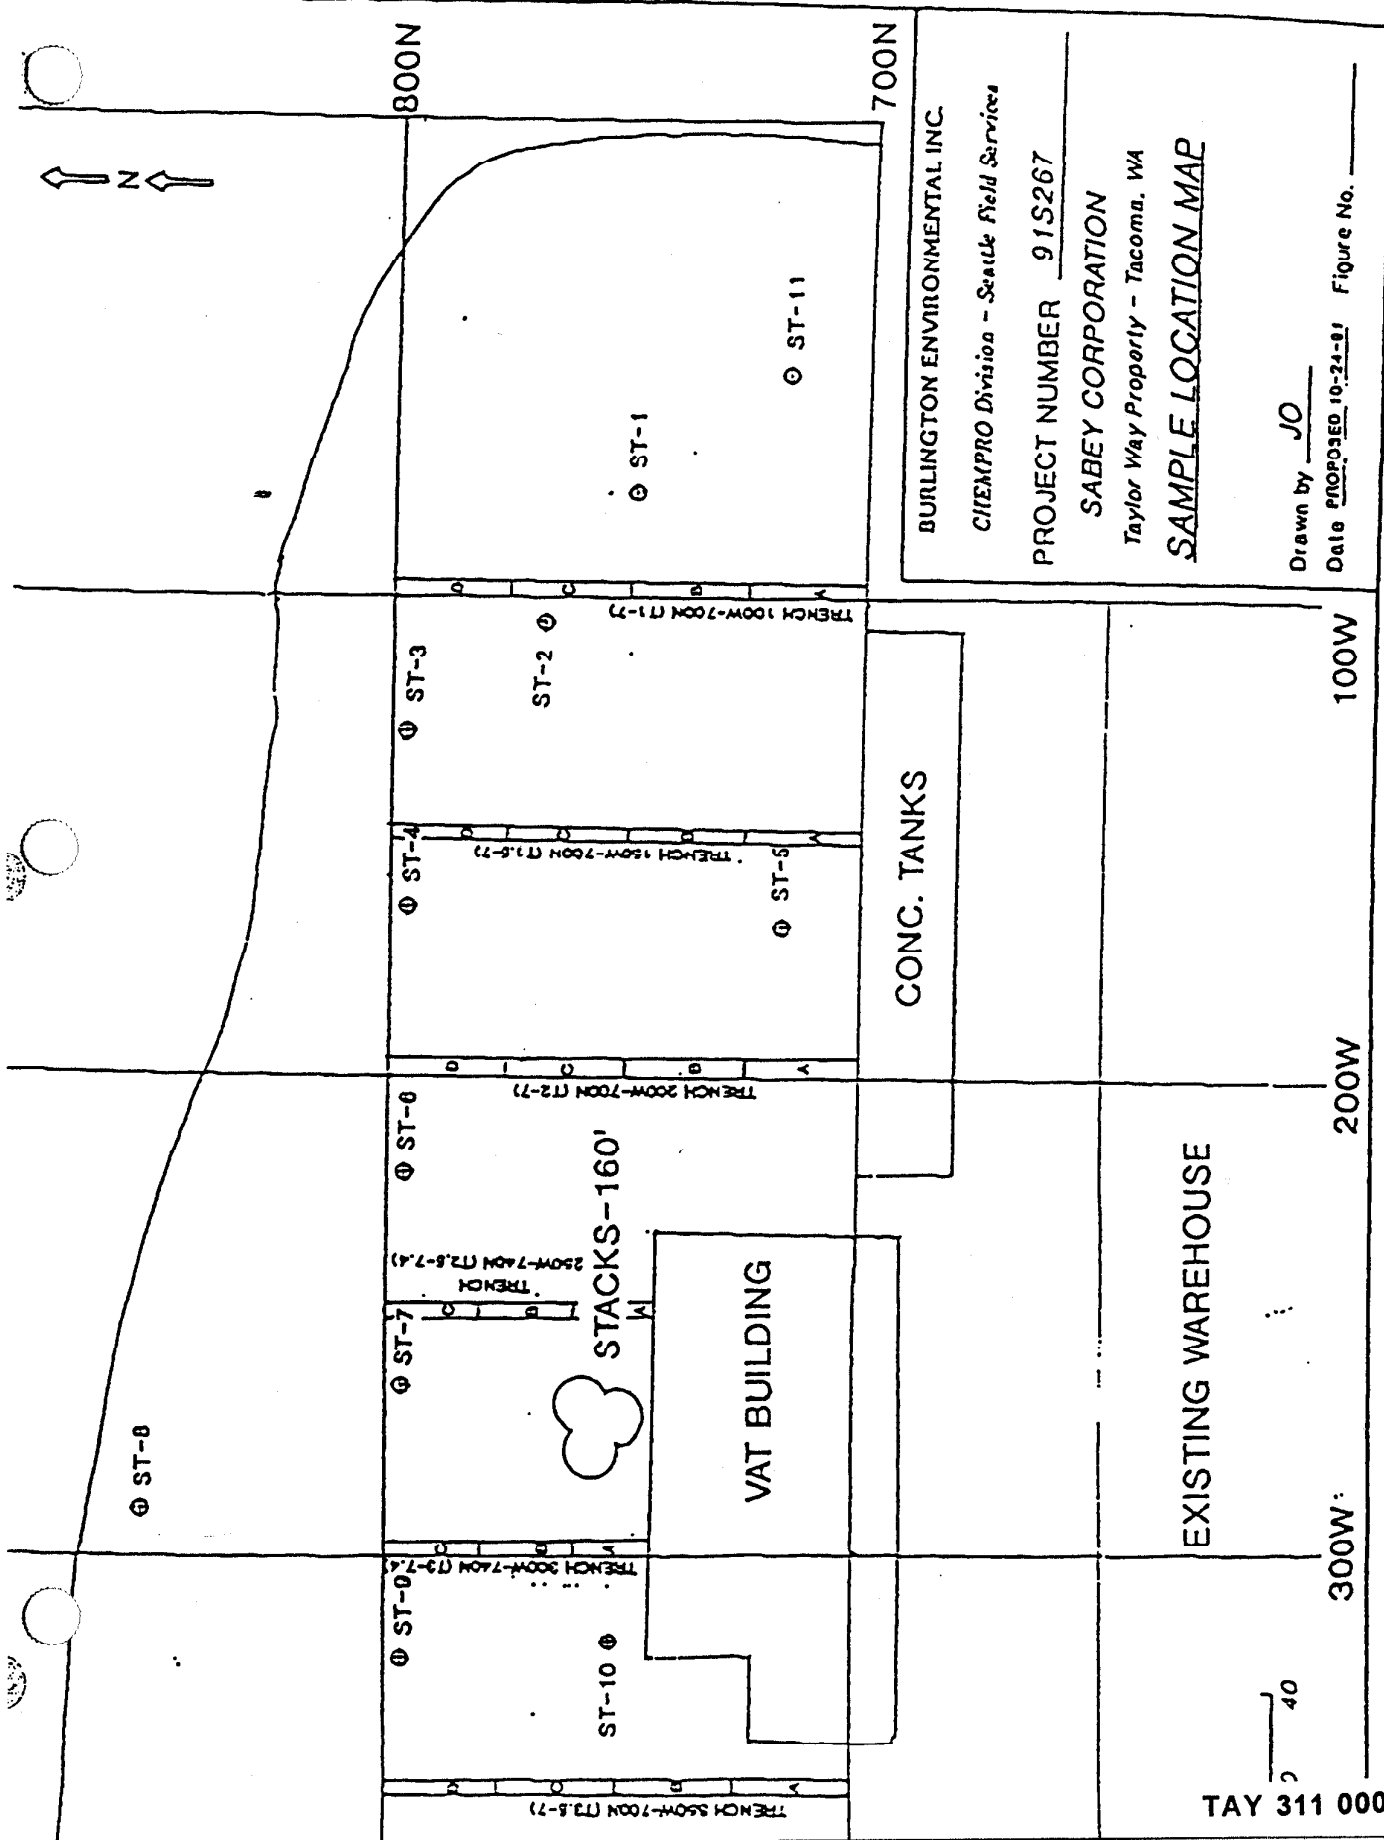 N
800N
700N
ST-8
ST-9
ST-7
ST-6
ST-4
ST-3
ST-10
ST-2
ST-1
ST-5
ST-11
STACKS-160'
VAT BUILDING
CONC. TANKS
EXISTING WAREHOUSE
TRENCH 350W-700N (T3.5-7)
A
B
C
D
TRENCH 300W-740N (T3-7.4)
A
B
C
TRENCH
250W-740N (T2.5-7.4)
A
B
C
TRENCH 200W-700N (T2-7)
A
B
C
D
TRENCH 150W-700N (T1.5-7)
A
B
C
D
TRENCH 100W-700N (T1-7)
A
B
C
D
300W
200W
100W
0 40
BURLINGTON ENVIRONMENTAL INC.
CHEMPRO Division - Seattle Field Services
PROJECT NUMBER 91S267
SABEY CORPORATION
Taylor Way Property - Tacoma, WA
SAMPLE LOCATION MAP
Drawn by JO
Date PROPOSED 10-24-91 Figure No.
TAY 311 000